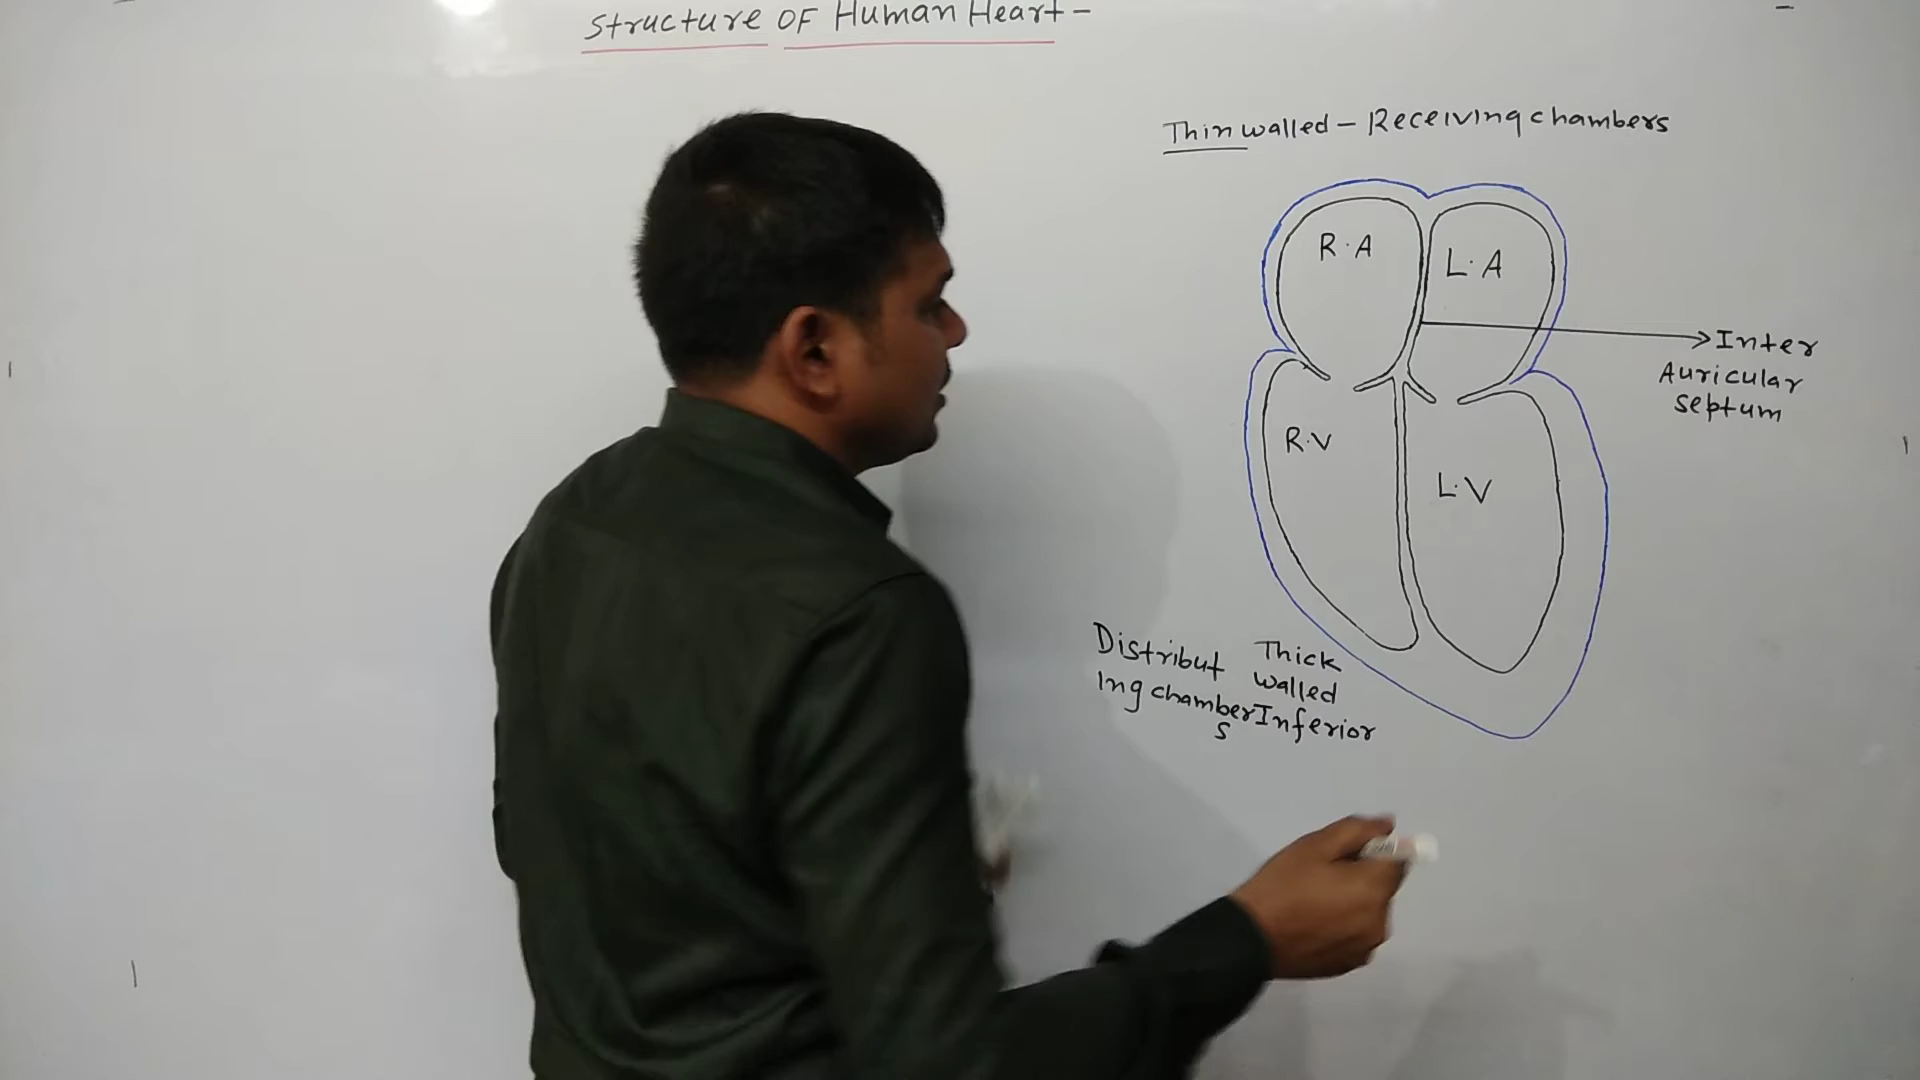 Structure OF Human Heart -
Thin walled - Receiving chambers
R.A
L.A
Inter
Auricular
septum
R.V
L.V
Distribut
ing chamber
s
Thick
walled
Inferior